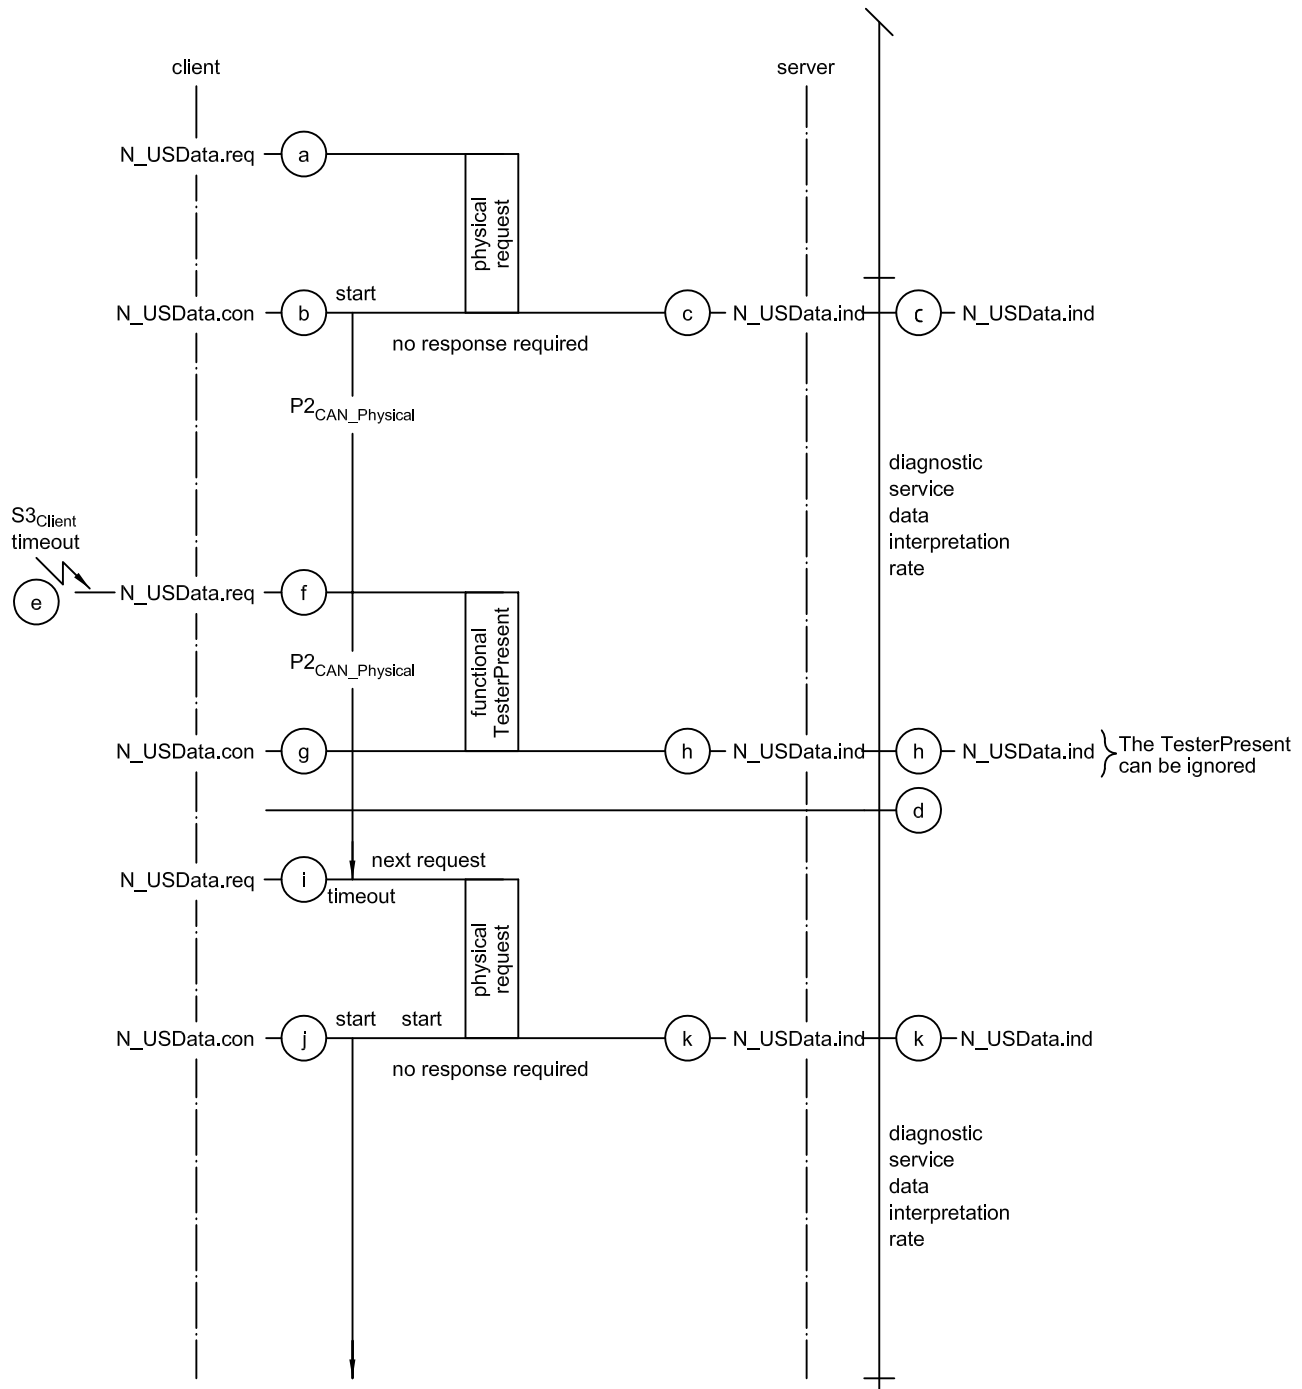 client
server
N_USData.req
a
physical
request
N_USData.con
b
start
c
N_USData.ind
c
N_USData.ind
no response required
P2CAN_Physical
diagnostic
service
data
interpretation
rate
S3Client
timeout
e
N_USData.req
f
functional
TesterPresent
P2CAN_Physical
N_USData.con
g
h
N_USData.ind
h
N_USData.ind
The TesterPresent
can be ignored
d
next request
N_USData.req
i
timeout
physical
request
start start
N_USData.con
j
k
N_USData.ind
k
N_USData.ind
no response required
diagnostic
service
data
interpretation
rate